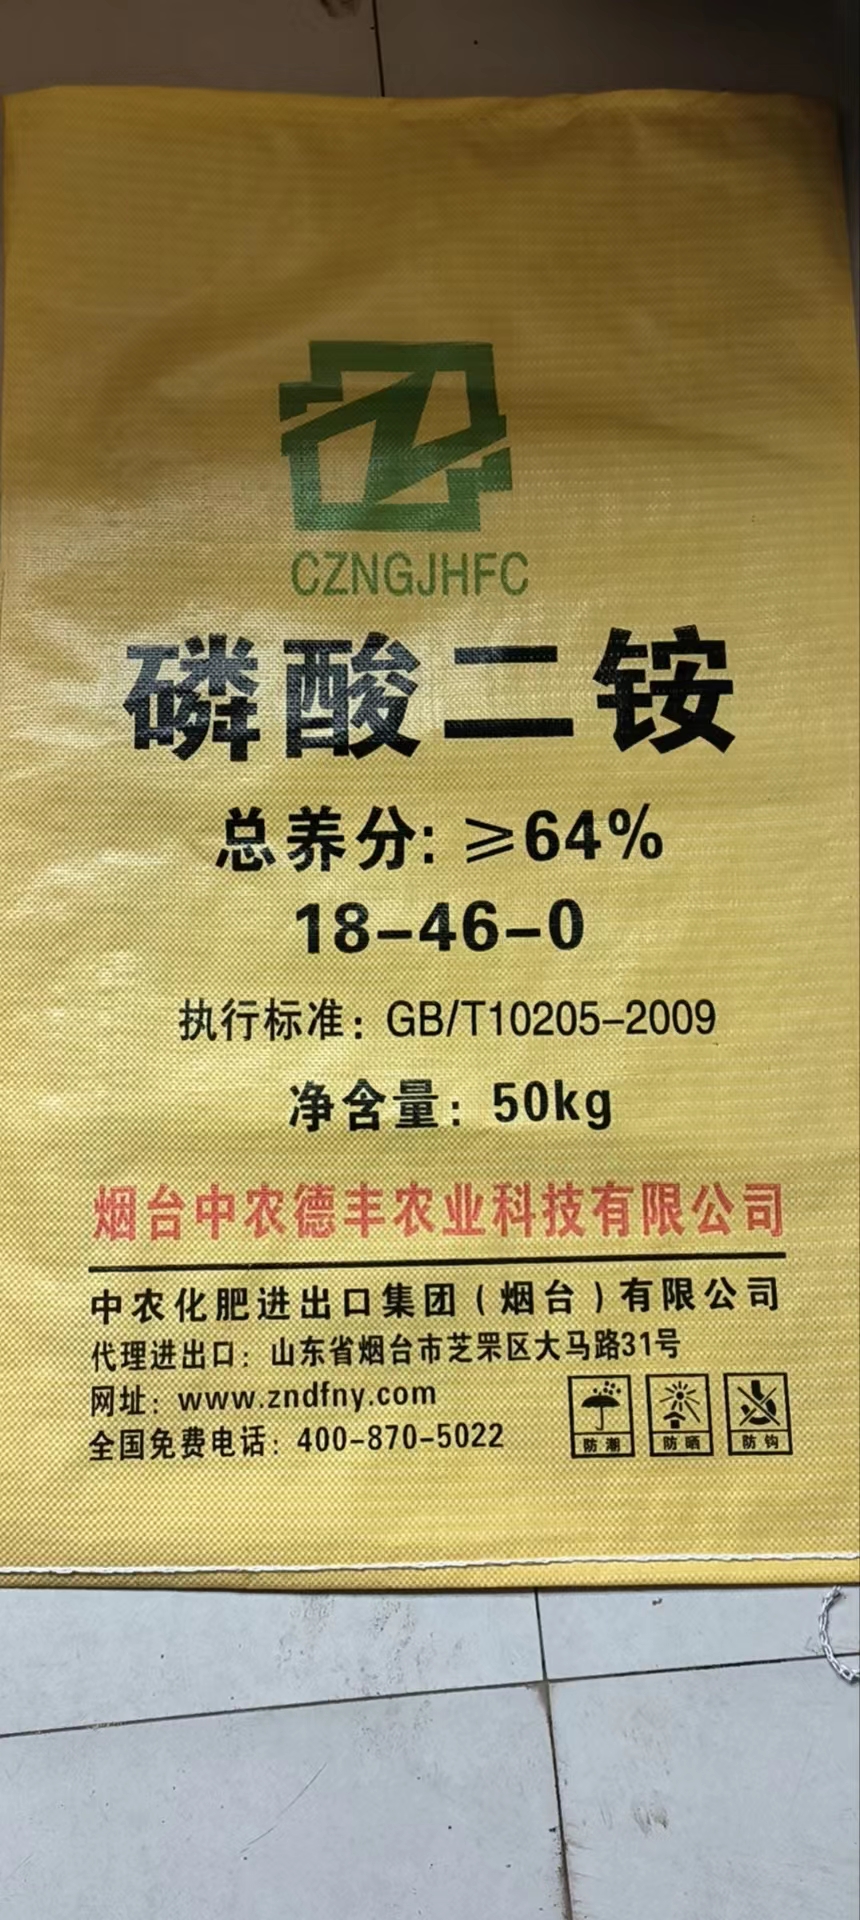 CZNGJHFC
磷酸二铵
总养分: ≥64%
18-46-0
执行标准: GB/T10205-2009
净含量: 50kg
烟台中农德丰农业科技有限公司
中农化肥进出口集团(烟台)有限公司
代理进出口: 山东省烟台市芝罘区大马路31号
网址: www.zndfny.com
全国免费电话: 400-870-5022
防潮 防晒 防钩